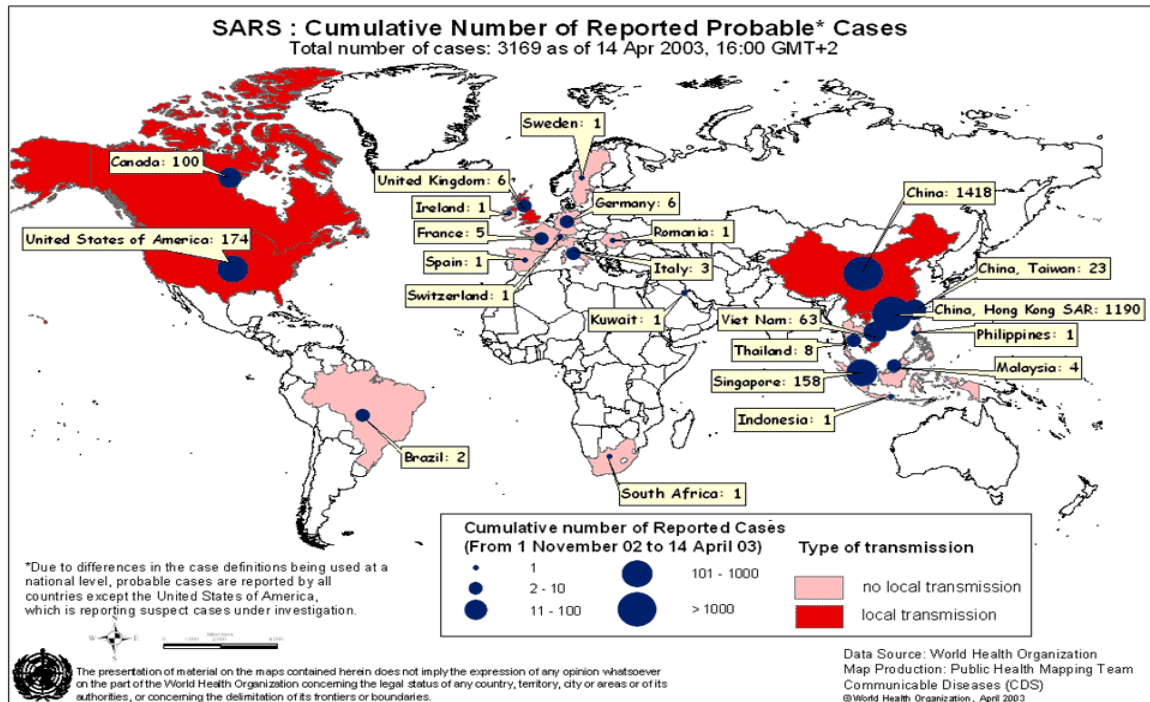 SARS : Cumulative Number of Reported Probable* Cases
Total number of cases: 3169 as of 14 Apr 2003, 16:00 GMT+2
Sweden: 1
Canada: 100
United Kingdom: 6
China: 1418
Ireland: 1
Germany: 6
United States of America: 174
France: 5
Romania: 1
Spain: 1
Italy: 3
China, Taiwan: 23
Switzerland: 1
Kuwait: 1
Viet Nam: 63
China, Hong Kong SAR: 1190
Philippines: 1
Thailand: 8
Malaysia: 4
Singapore: 158
Indonesia: 1
Brazil: 2
South Africa: 1
Cumulative number of Reported Cases
(From 1 November 02 to 14 April 03)
1
2 - 10
11 - 100
101 - 1000
> 1000
Type of transmission
no local transmission
local transmission
*Due to differences in the case definitions being used at a
national level, probable cases are reported by all
countries except the United States of America,
which is reporting suspect cases under investigation.
N
W
E
S
The presentation of material on the maps contained herein does not imply the expression of any opinion whatsoever
on the part of the World Health Organization concerning the legal status of any country, territory, city or areas or of its
authorities, or concerning the delimitation of its frontiers or boundaries.
Data Source: World Health Organization
Map Production: Public Health Mapping Team
Communicable Diseases (CDS)
©World Health Organization, April 2003